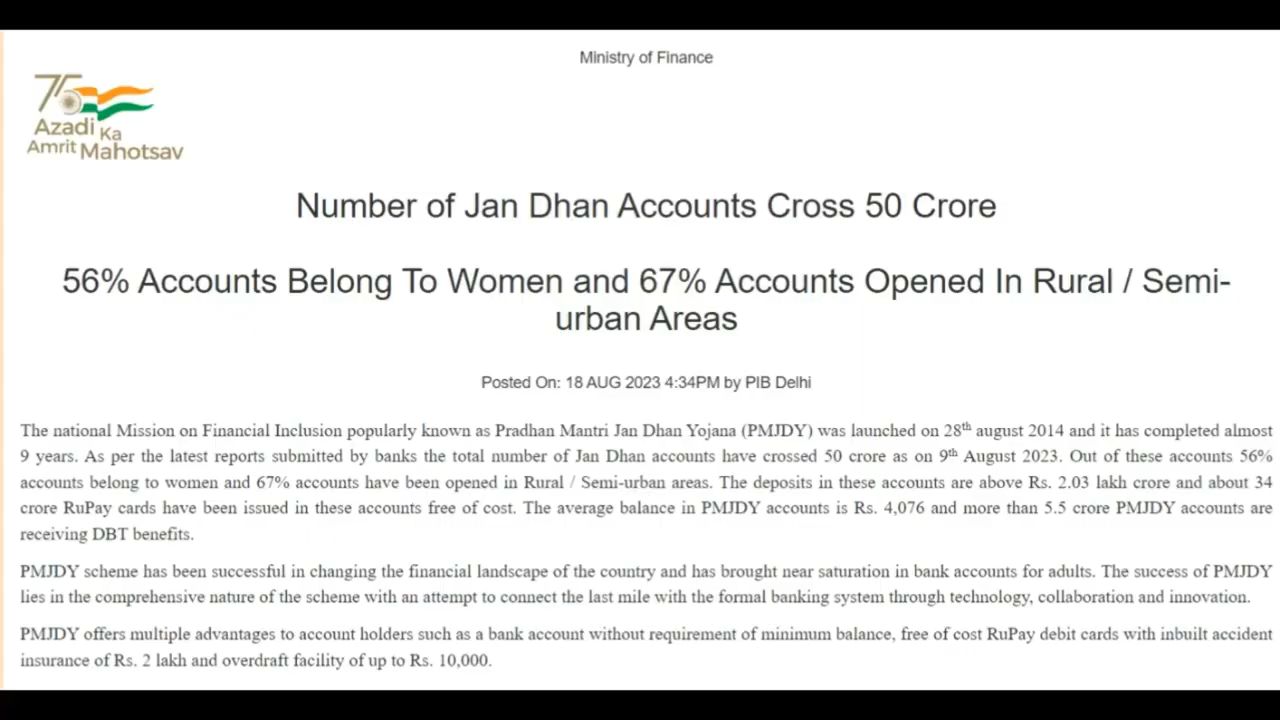 Ministry of Finance
75
Azadi Ka
Amrit Mahotsav
Number of Jan Dhan Accounts Cross 50 Crore
56% Accounts Belong To Women and 67% Accounts Opened In Rural / Semi-
urban Areas
Posted On: 18 AUG 2023 4:34PM by PIB Delhi
The national Mission on Financial Inclusion popularly known as Pradhan Mantri Jan Dhan Yojana (PMJDY) was launched on 28th august 2014 and it has completed almost
9 years. As per the latest reports submitted by banks the total number of Jan Dhan accounts have crossed 50 crore as on 9th August 2023. Out of these accounts 56%
accounts belong to women and 67% accounts have been opened in Rural / Semi-urban areas. The deposits in these accounts are above Rs. 2.03 lakh crore and about 34
crore RuPay cards have been issued in these accounts free of cost. The average balance in PMJDY accounts is Rs. 4,076 and more than 5.5 crore PMJDY accounts are
receiving DBT benefits.
PMJDY scheme has been successful in changing the financial landscape of the country and has brought near saturation in bank accounts for adults. The success of PMJDY
lies in the comprehensive nature of the scheme with an attempt to connect the last mile with the formal banking system through technology, collaboration and innovation.
PMJDY offers multiple advantages to account holders such as a bank account without requirement of minimum balance, free of cost RuPay debit cards with inbuilt accident
insurance of Rs. 2 lakh and overdraft facility of up to Rs. 10,000.